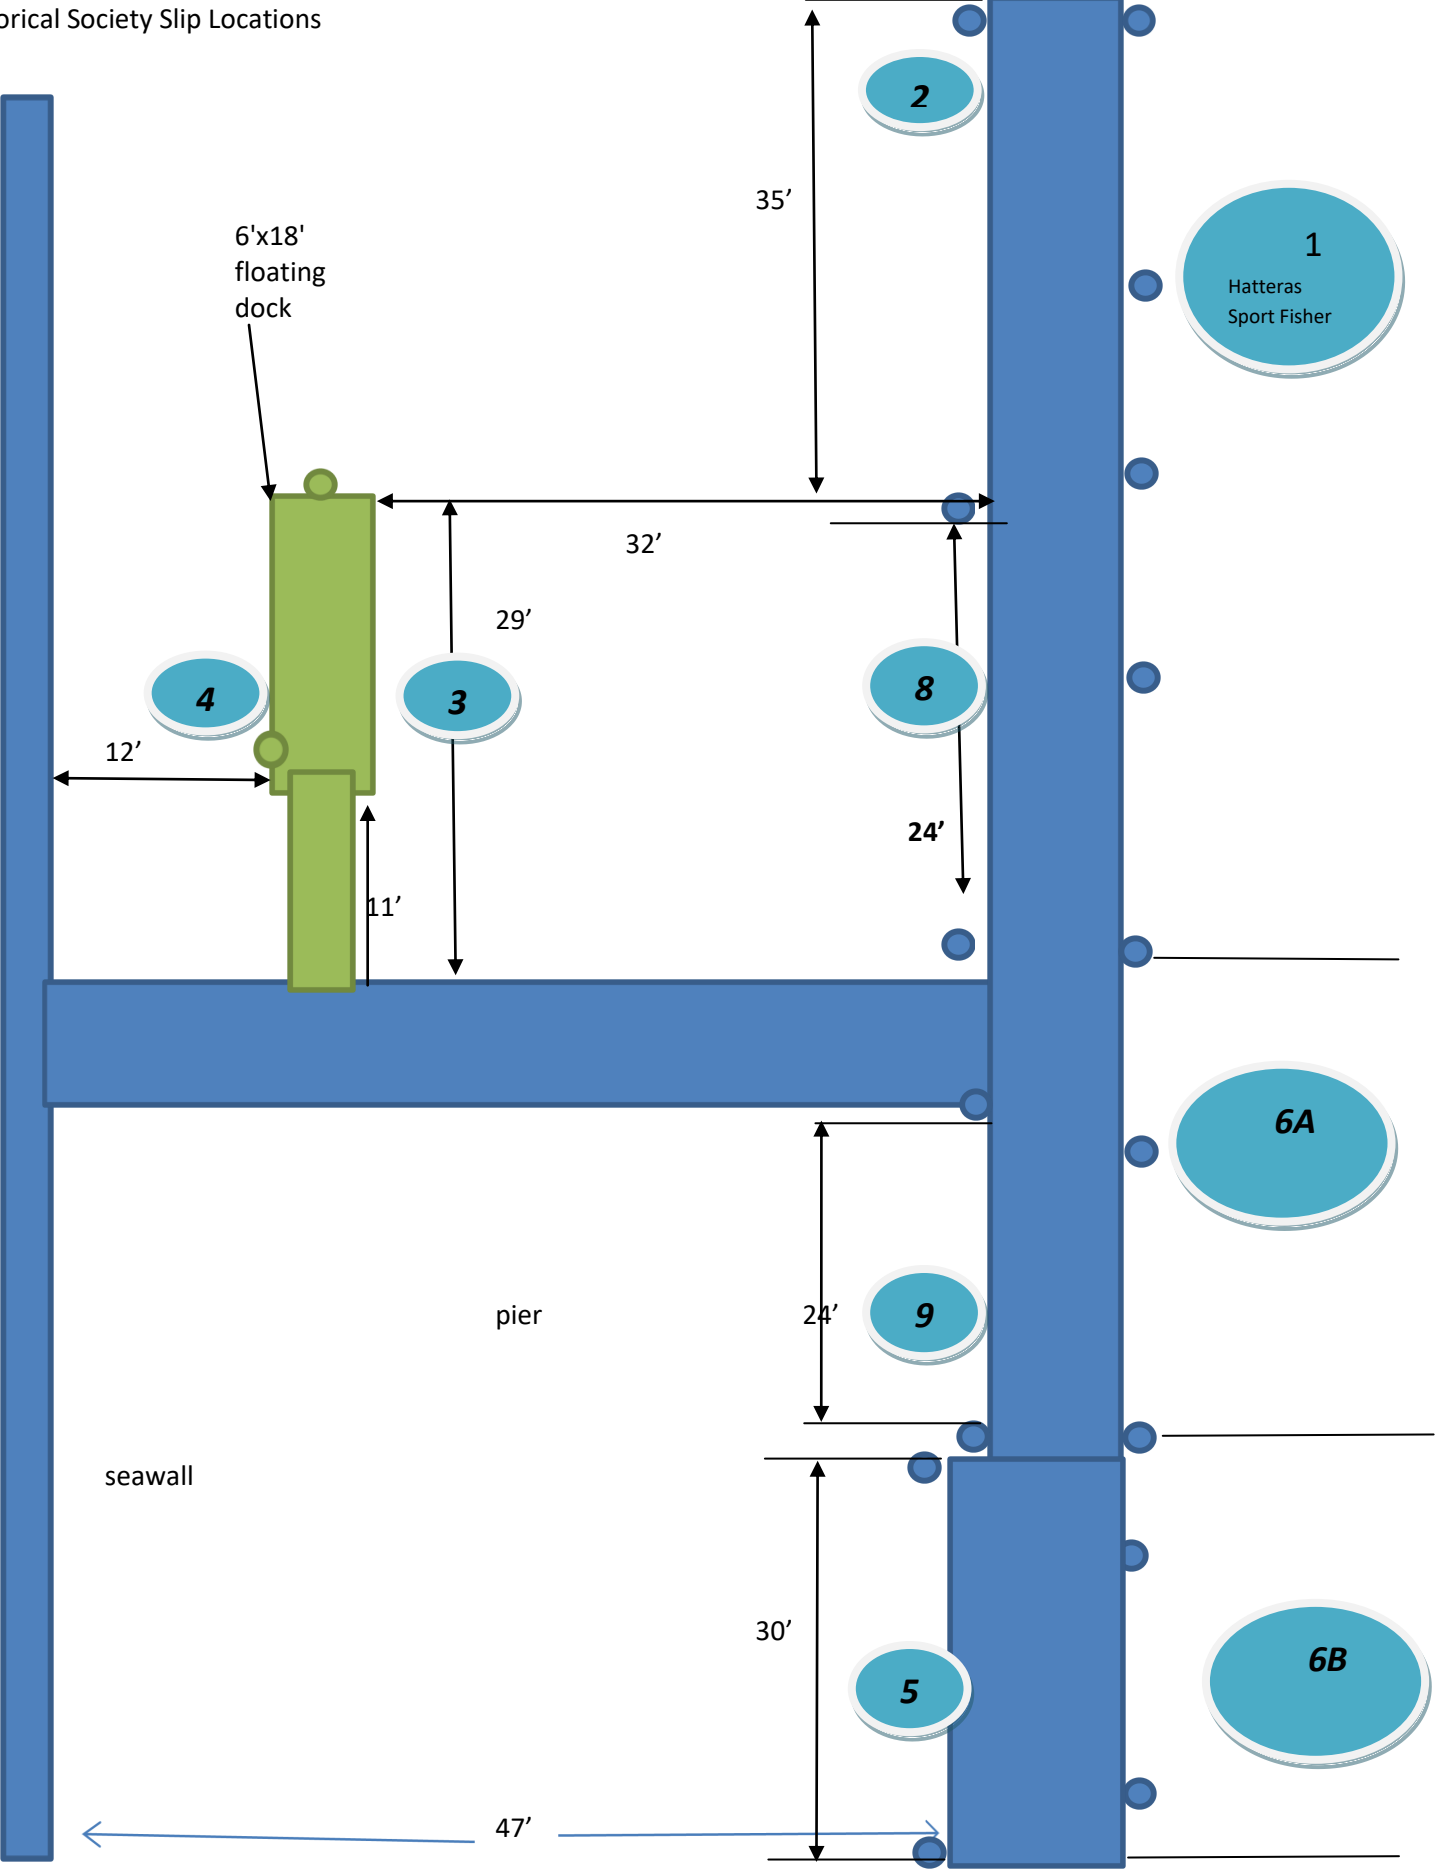 orical Society Slip Locations
2
35’
1
Hatteras
Sport Fisher
6'x18'
floating
dock
32’
29’
4
3
8
12’
24’
11’
6A
pier
24’
9
seawall
30’
6B
5
47’